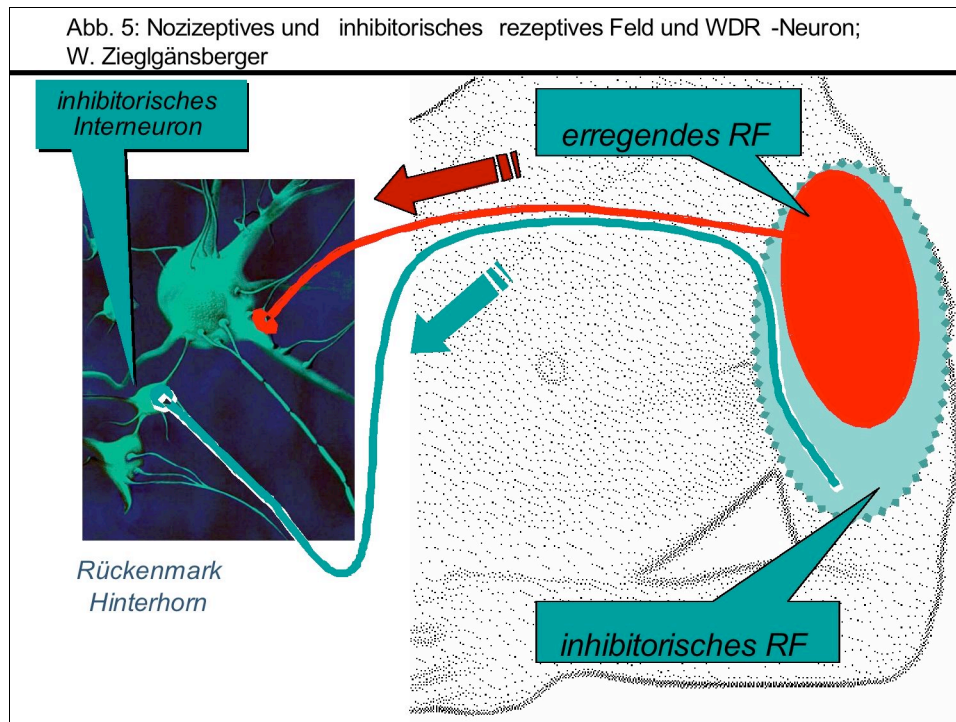 Abb. 5: Nozizeptives und inhibitorisches rezeptives Feld und WDR -Neuron;
W. Zieglgänsberger
inhibitorisches
Interneuron
erregendes RF
Rückenmark
Hinterhorn
inhibitorisches RF